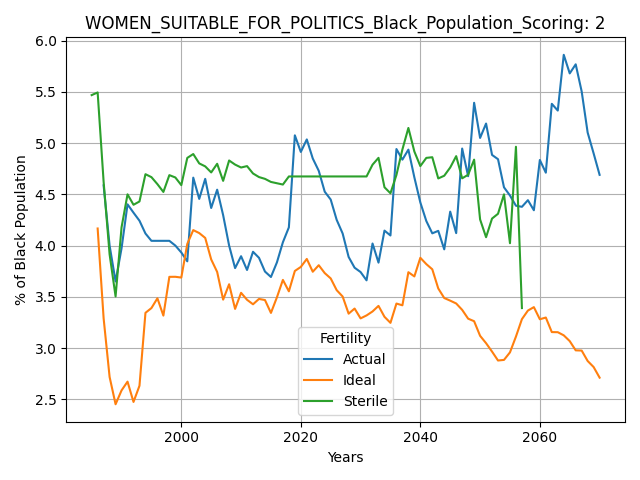 WOMEN_SUITABLE_FOR_POLITICS_Black_Population_Scoring: 2
6.0
5.5
5.0
4.5
4.0
3.5
3.0
2.5
% of Black Population
Fertility
Actual
Ideal
Sterile
2000
2020
2040
2060
Years